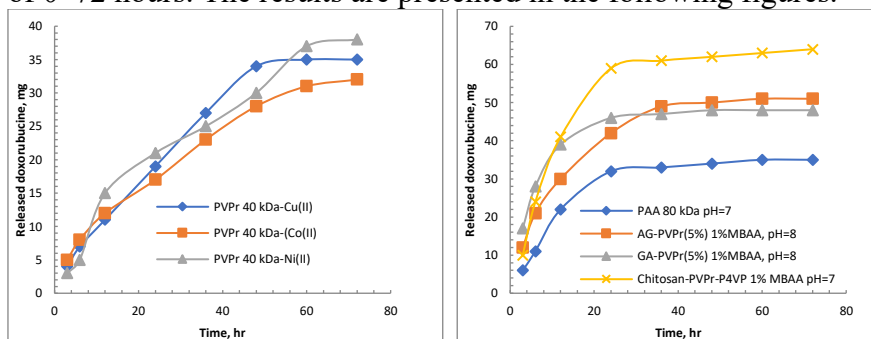 of 0–72 hours. The results are presented in the following figures.
40
35
30
25
20
15
10
5
0
Released doxorubucine, mg
PVPr 40 kDa-Cu(II)
PVPr 40 kDa-(Co(II)
PVPr 40 kDa-Ni(II)
0 20 40 60 80
Time, hr
70
60
50
40
30
20
10
0
Released doxorubucine, mg
PAA 80 kDa pH=7
AG-PVPr(5%) 1%MBAA, pH=8
GA-PVPr(5%) 1%MBAA, pH=8
Chitosan-PVPr-P4VP 1% MBAA pH=7
0 20 40 60 80
Time, hr